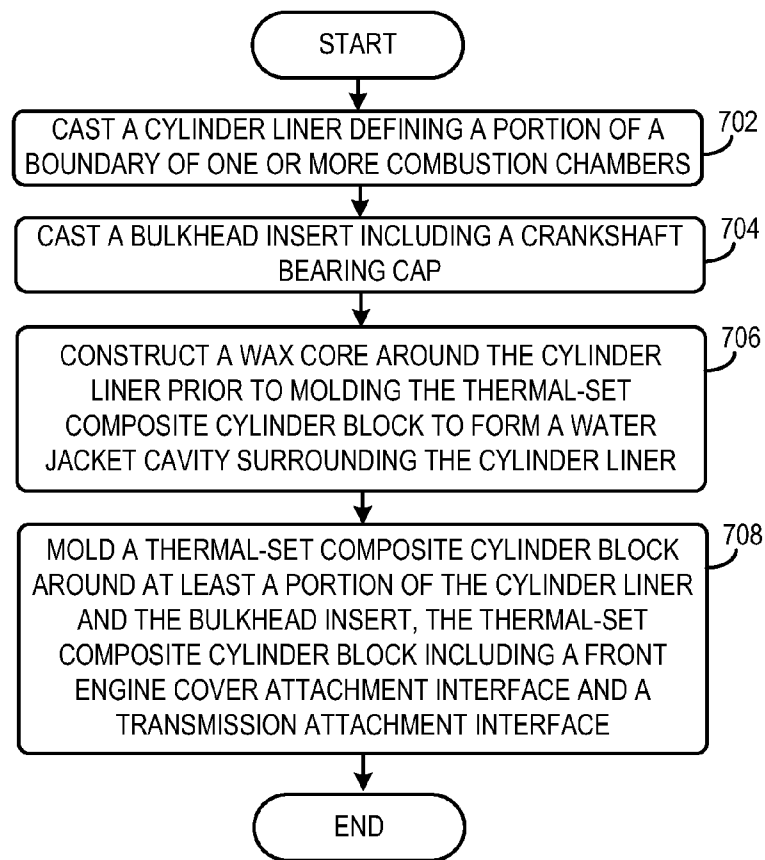 START
CAST A CYLINDER LINER DEFINING A PORTION OF A
BOUNDARY OF ONE OR MORE COMBUSTION CHAMBERS
702
CAST A BULKHEAD INSERT INCLUDING A CRANKSHAFT
BEARING CAP
704
CONSTRUCT A WAX CORE AROUND THE CYLINDER
LINER PRIOR TO MOLDING THE THERMAL-SET
COMPOSITE CYLINDER BLOCK TO FORM A WATER
JACKET CAVITY SURROUNDING THE CYLINDER LINER
706
MOLD A THERMAL-SET COMPOSITE CYLINDER BLOCK
AROUND AT LEAST A PORTION OF THE CYLINDER LINER
AND THE BULKHEAD INSERT, THE THERMAL-SET
COMPOSITE CYLINDER BLOCK INCLUDING A FRONT
ENGINE COVER ATTACHMENT INTERFACE AND A
TRANSMISSION ATTACHMENT INTERFACE
708
END